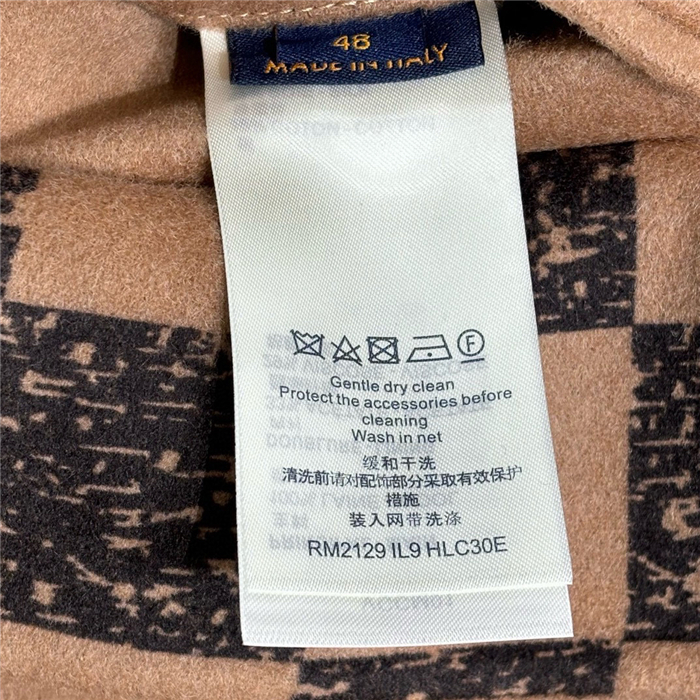 48
MADE IN ITALY
COTON COTTON
F
Gentle dry clean
Protect the accessories before
cleaning
Wash in net
缓和干洗
清洗前请对配饰部分采取有效保护
措施
装入网带洗涤
RM2129 IL9 HLC30E